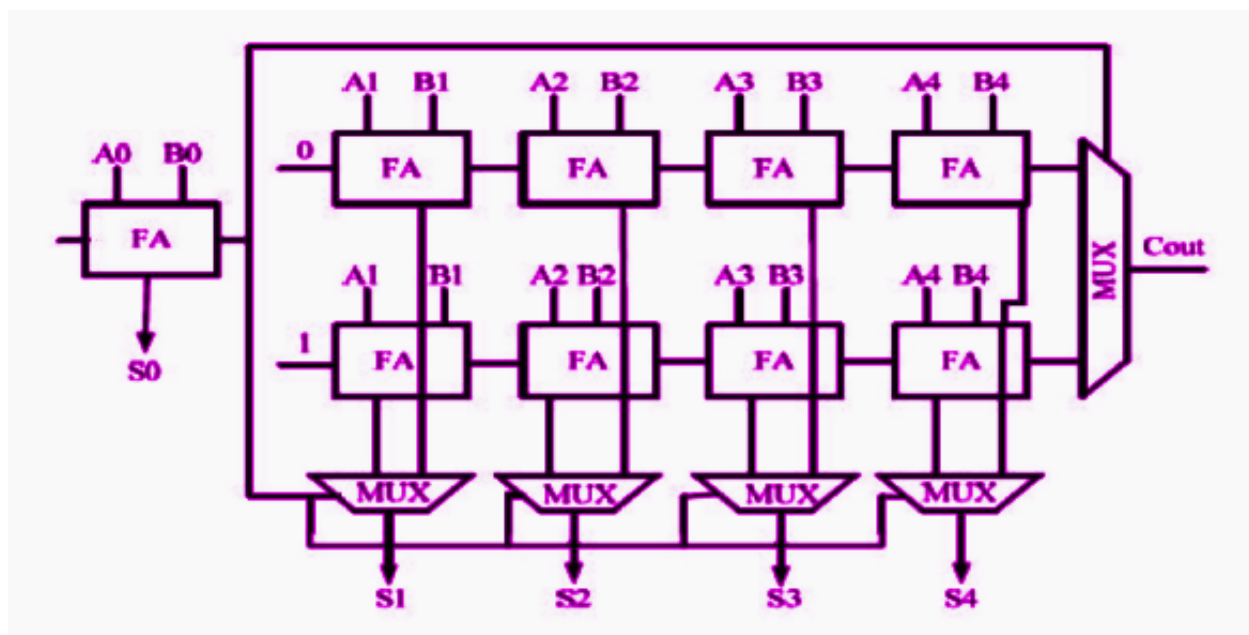 A1 B1 A2 B2 A3 B3 A4 B4
0 FA FA FA FA
A0 B0
FA
MUX
Cout
A1 B1 A2 B2 A3 B3 A4 B4
1 FA FA FA FA
S0
MUX MUX MUX MUX
S1 S2 S3 S4